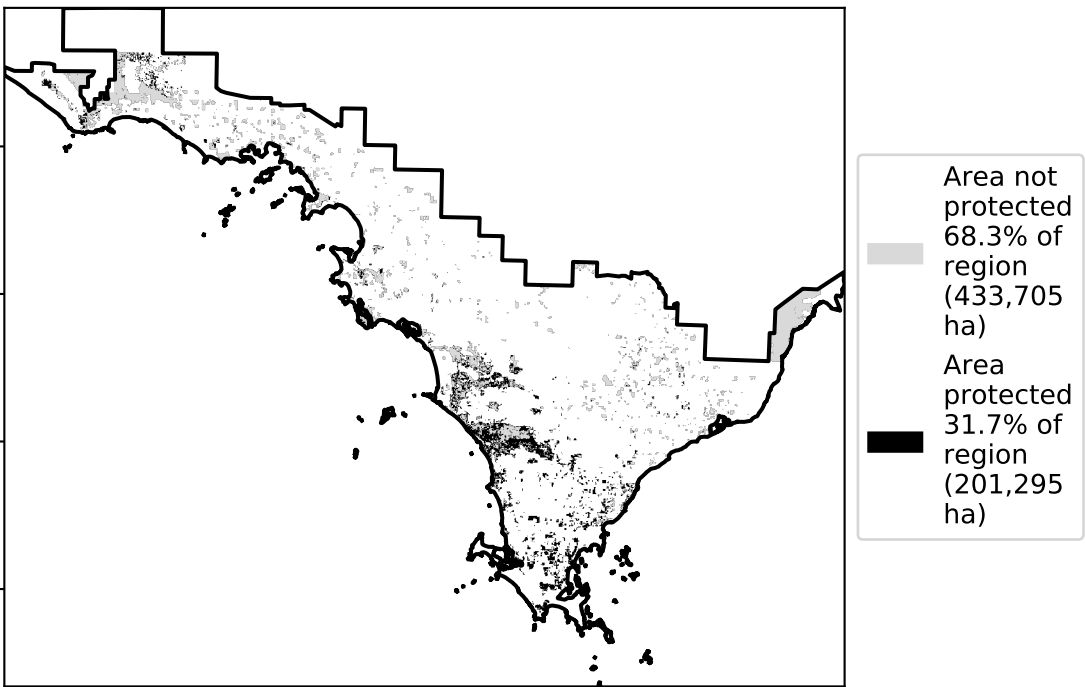 Area not
protected
68.3% of
region
(433,705
ha)
Area
protected
31.7% of
region
(201,295
ha)